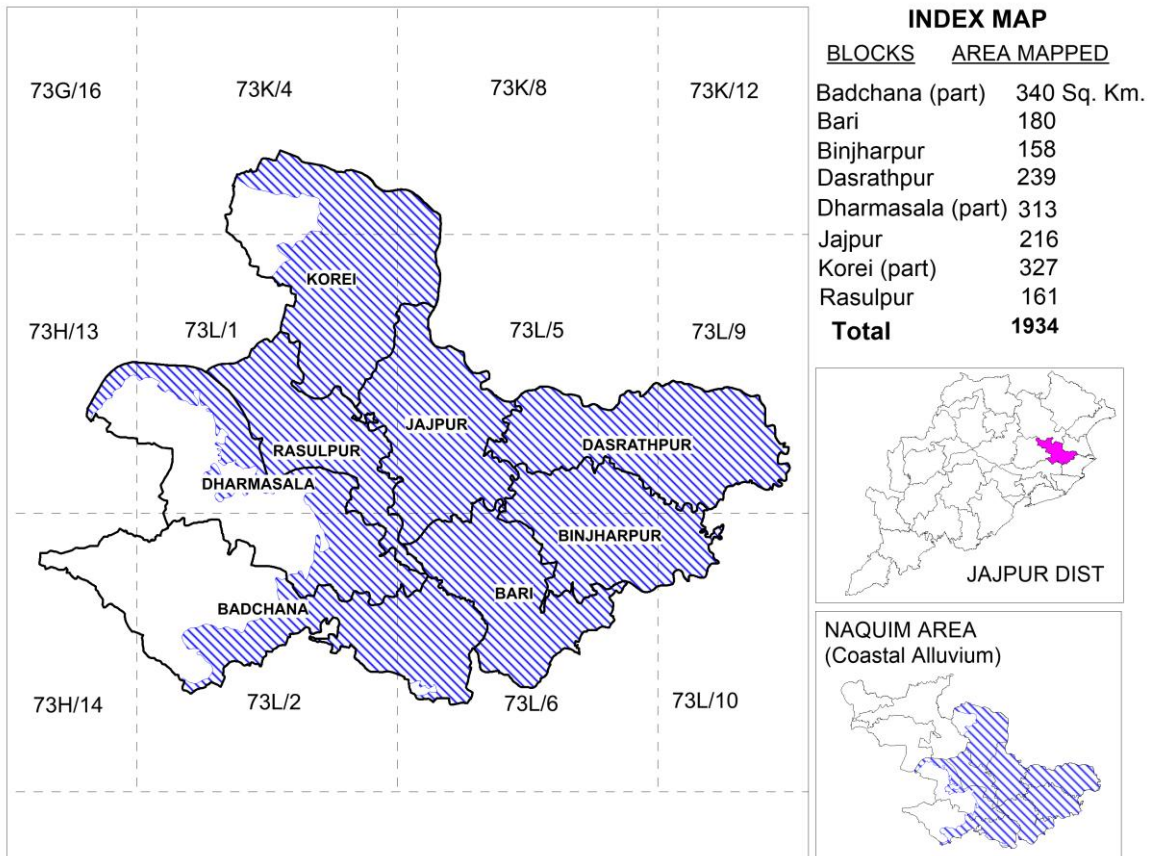 73G/16 73K/4 73K/8 73K/12
KOREI
73H/13 73L/1 73L/5 73L/9
JAJPUR
RASULPUR DASRATHPUR
DHARMASALA
BINJHARPUR
BARI
BADCHANA
73H/14 73L/2 73L/6 73L/10
INDEX MAP
BLOCKS AREA MAPPED
Badchana (part) 340 Sq. Km.
Bari 180
Binjharpur 158
Dasrathpur 239
Dharmasala (part) 313
Jajpur 216
Korei (part) 327
Rasulpur 161
Total 1934
JAJPUR DIST
NAQUIM AREA
(Coastal Alluvium)